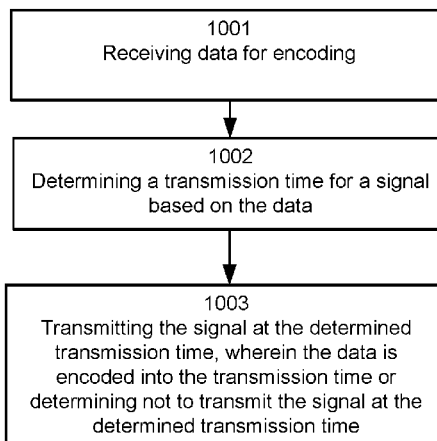 1001
Receiving data for encoding
1002
Determining a transmission time for a signal
based on the data
1003
Transmitting the signal at the determined
transmission time, wherein the data is
encoded into the transmission time or
determining not to transmit the signal at the
determined transmission time